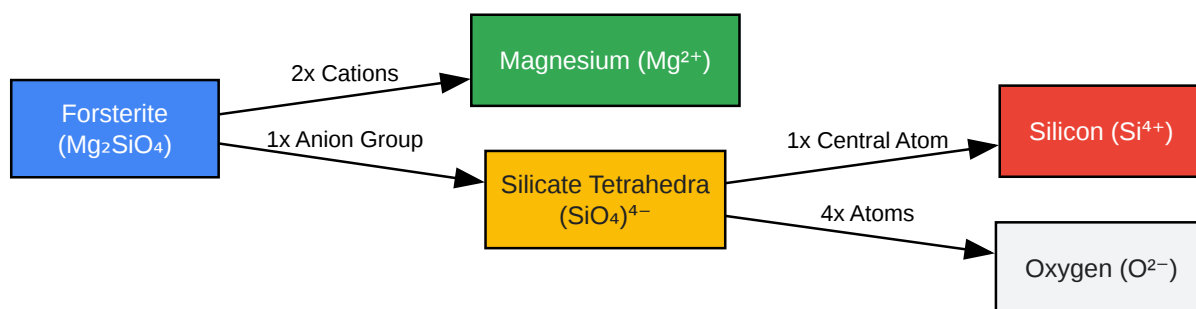 Forsterite
(Mg₂SiO₄)
2x Cations
Magnesium (Mg²⁺)
1x Anion Group
Silicate Tetrahedra
(SiO₄)⁴⁻
1x Central Atom
Silicon (Si⁴⁺)
4x Atoms
Oxygen (O²⁻)